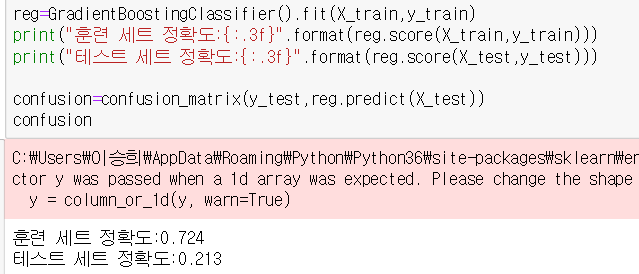 reg=GradientBoostingClassifier().fit(X_train,y_train)
print("훈련 세트 정확도:{:.3f}".format(reg.score(X_train,y_train)))
print("테스트 세트 정확도:{:.3f}".format(reg.score(X_test,y_test)))
confusion=confusion_matrix(y_test,reg.predict(X_test))
confusion
C:\Users\이승희\AppData\Roaming\Python\Python36\site-packages\sklearn\en
ctor y was passed when a 1d array was expected. Please change the shape
y = column_or_1d(y, warn=True)
훈련 세트 정확도:0.724
테스트 세트 정확도:0.213